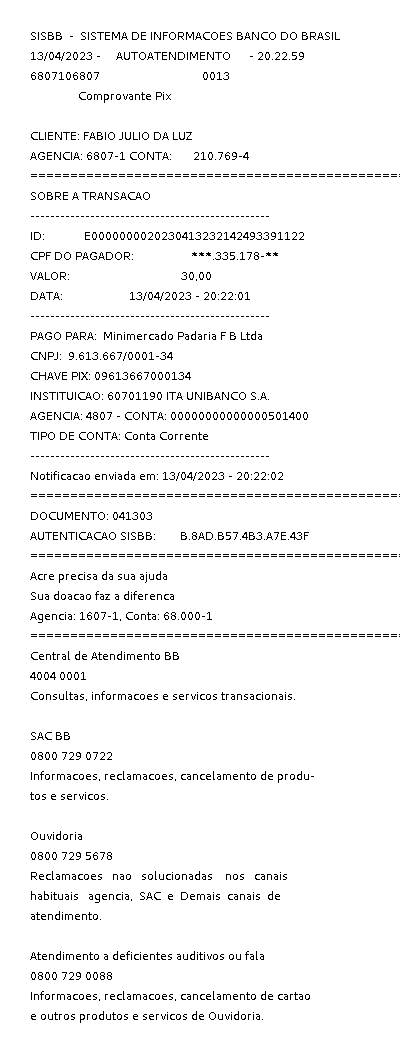 SISBB - SISTEMA DE INFORMACOES BANCO DO BRASIL
13/04/2023 - AUTOATENDIMENTO - 20.22.59
6807106807 0013
Comprovante Pix
CLIENTE: FABIO JULIO DA LUZ
AGENCIA: 6807-1 CONTA: 210.769-4
================================================
SOBRE A TRANSACAO
------------------------------------------------
ID: E0000000020230413232142493391122
CPF DO PAGADOR: ***.335.178-**
VALOR: 30,00
DATA: 13/04/2023 - 20:22:01
------------------------------------------------
PAGO PARA: Minimercado Padaria F B Ltda
CNPJ: 9.613.667/0001-34
CHAVE PIX: 09613667000134
INSTITUICAO: 60701190 ITA UNIBANCO S.A.
AGENCIA: 4807 - CONTA: 00000000000000501400
TIPO DE CONTA: Conta Corrente
------------------------------------------------
Notificacao enviada em: 13/04/2023 - 20:22:02
================================================
DOCUMENTO: 041303
AUTENTICACAO SISBB: B.8AD.B57.4B3.A7E.43F
================================================
Acre precisa da sua ajuda
Sua doacao faz a diferenca
Agencia: 1607-1, Conta: 68.000-1
================================================
Central de Atendimento BB
4004 0001
Consultas, informacoes e servicos transacionais.
SAC BB
0800 729 0722
Informacoes, reclamacoes, cancelamento de produ-
tos e servicos.
Ouvidoria
0800 729 5678
Reclamacoes nao solucionadas nos canais
habituais agencia, SAC e Demais canais de
atendimento.
Atendimento a deficientes auditivos ou fala
0800 729 0088
Informacoes, reclamacoes, cancelamento de cartao
e outros produtos e servicos de Ouvidoria.